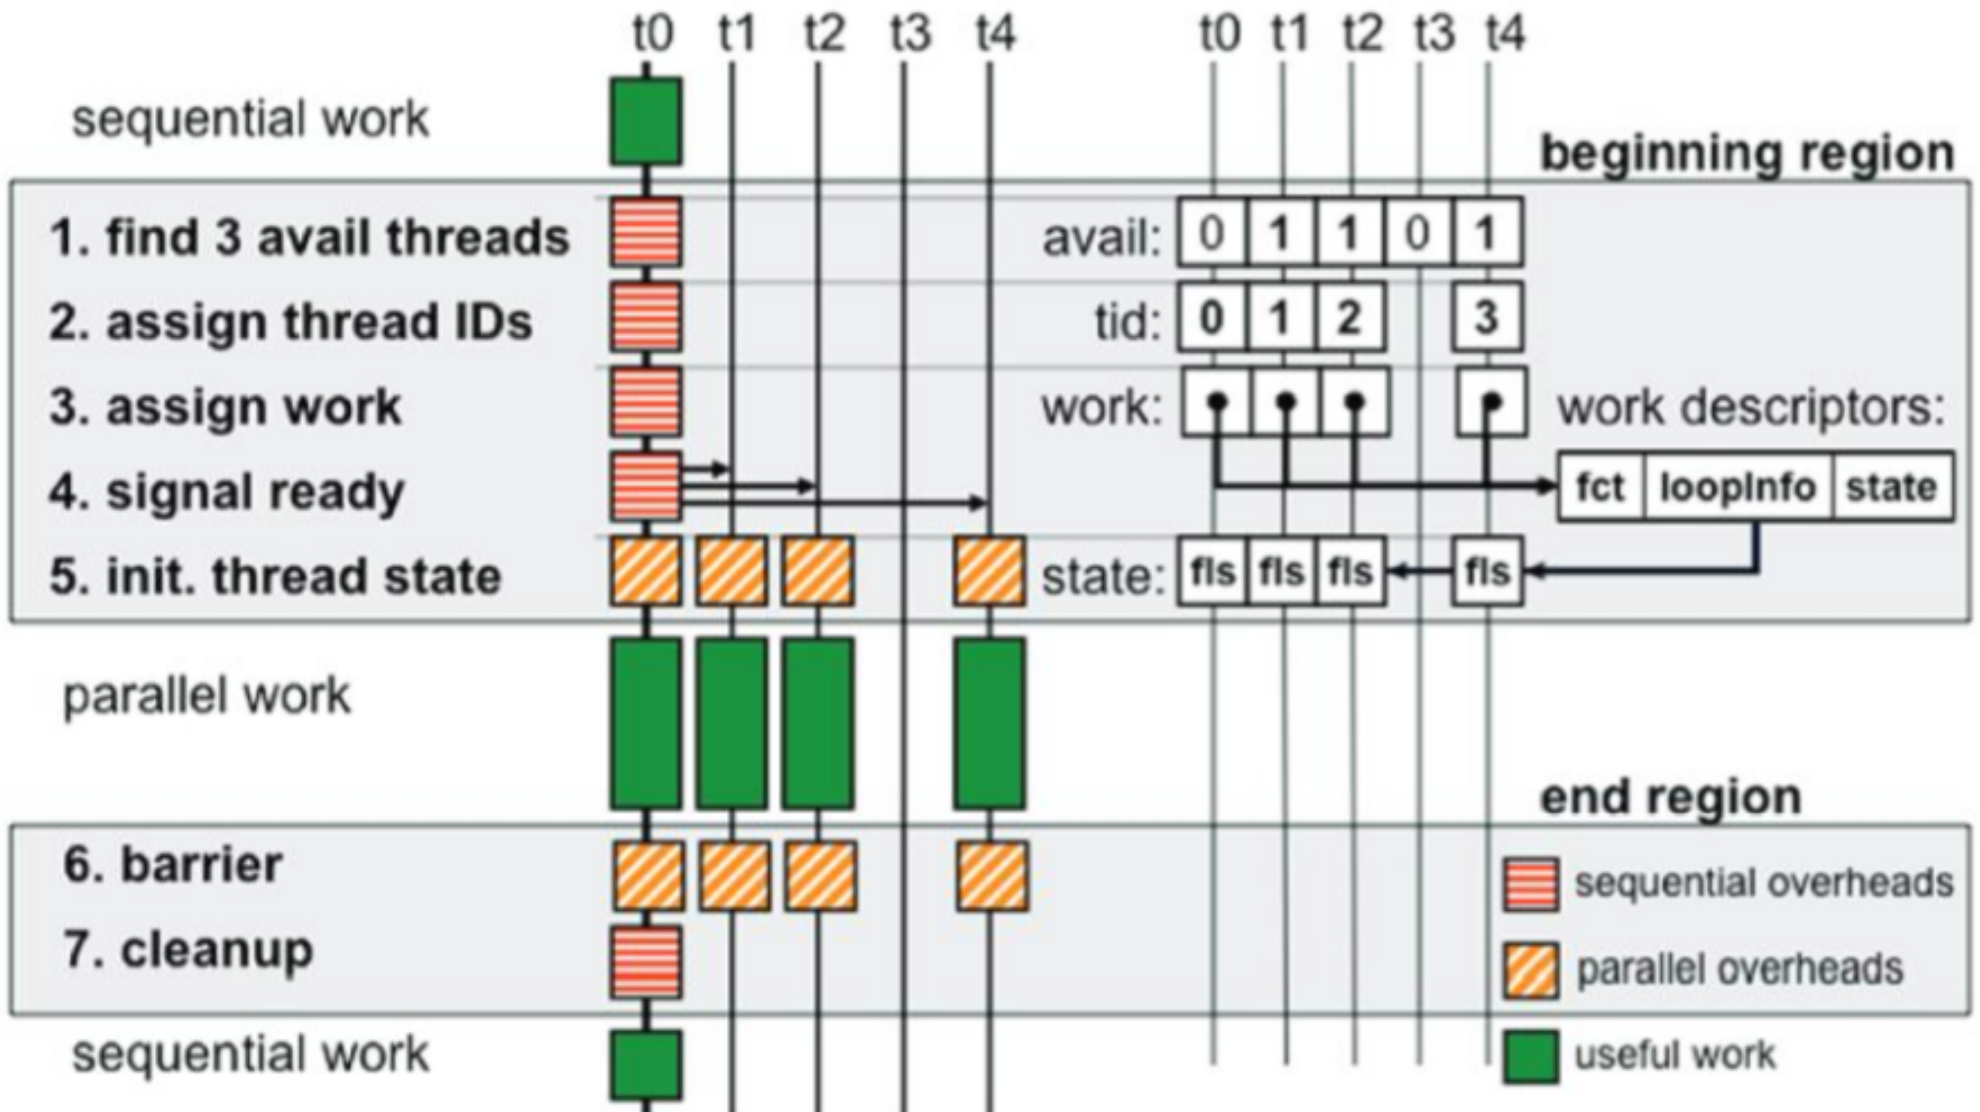 t0 t1 t2 t3 t4 t0 t1 t2 t3 t4
sequential work
beginning region
1. find 3 avail threads avail: 0 1 1 0 1
2. assign thread IDs tid: 0 1 2 3
3. assign work work: work descriptors:
4. signal ready fct loopInfo state
5. init. thread state state: fls fls fls fls
parallel work
end region
6. barrier
sequential overheads
7. cleanup
parallel overheads
sequential work
useful work